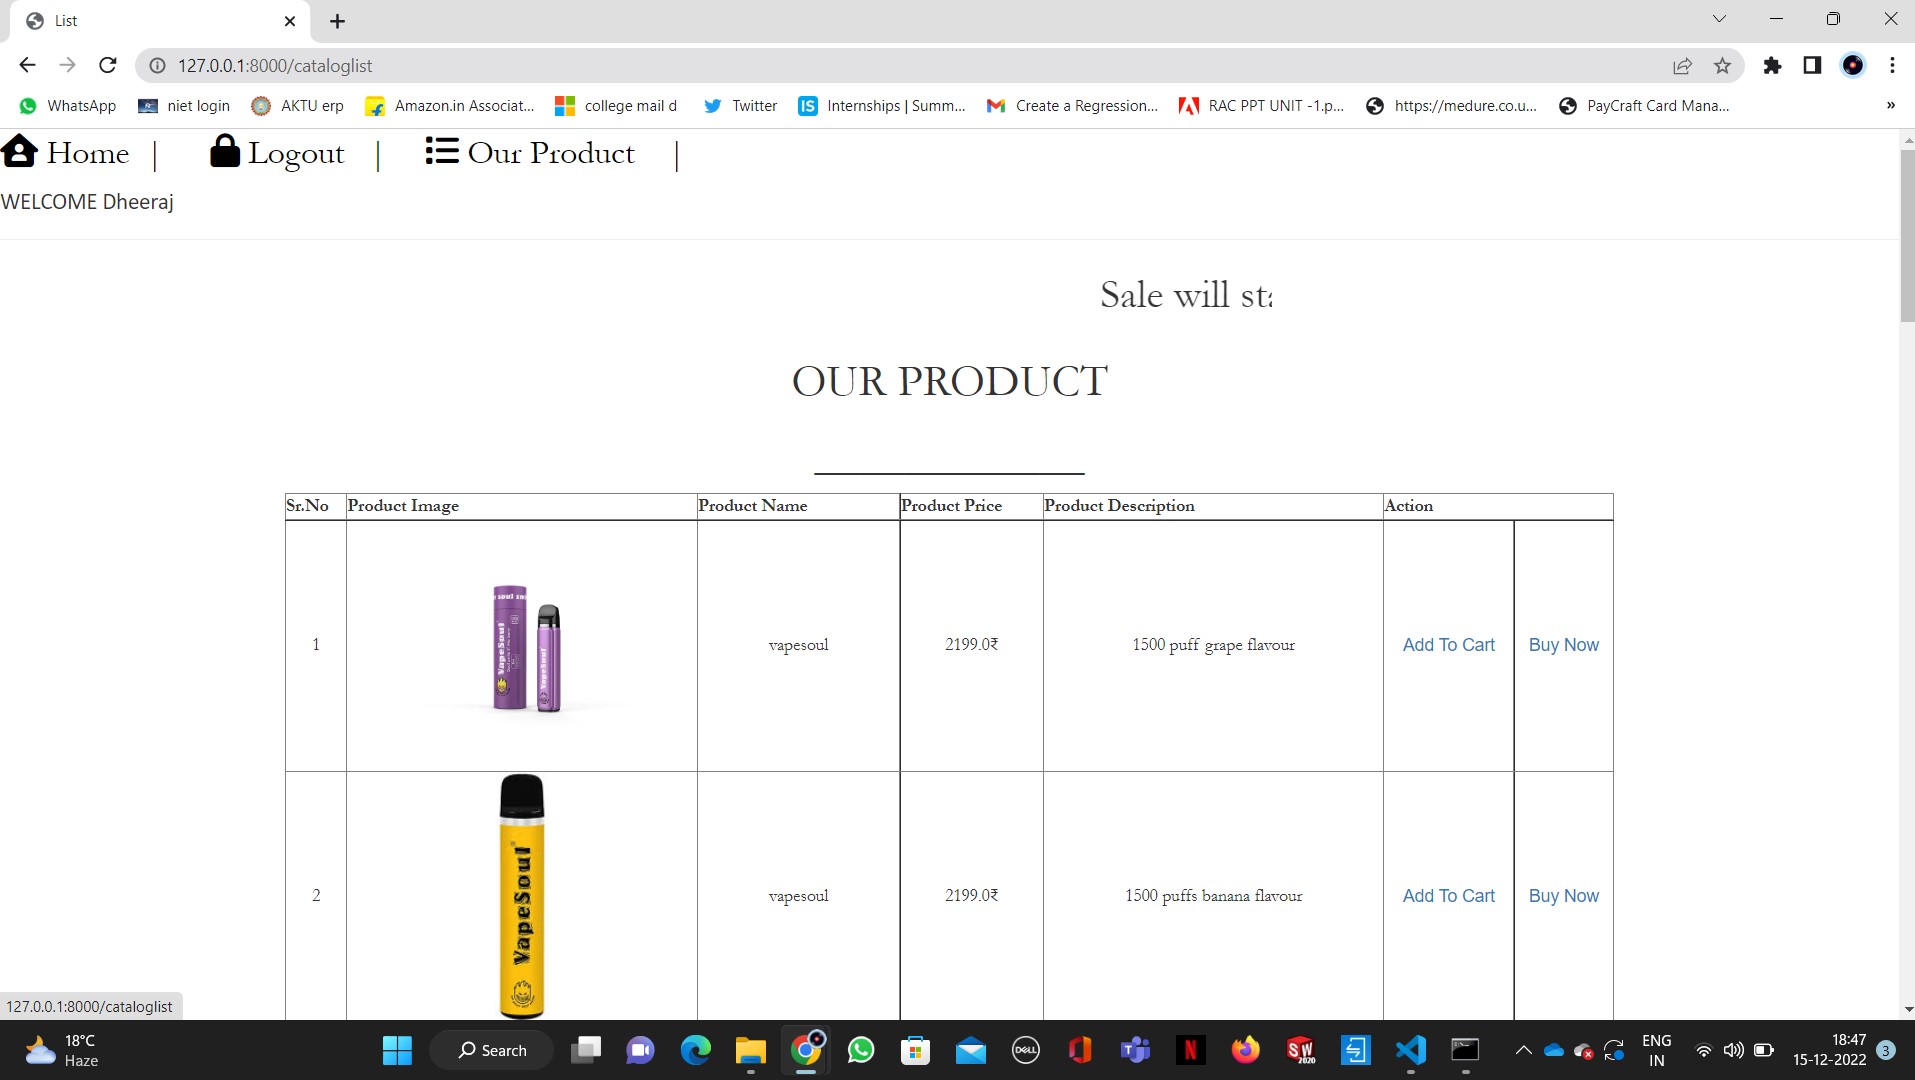 List
127.0.0.1:8000/cataloglist
WhatsApp niet login AKTU erp Amazon.in Associat... college mail d Twitter Internships | Summ... Create a Regression... RAC PPT UNIT -1.p... https://medure.co.u... PayCraft Card Mana... »
Home | Logout | Our Product |
WELCOME Dheeraj
Sale will sta
OUR PRODUCT
Sr.No Product Image Product Name Product Price Product Description Action
VapeSoul
VapeSoul
1 vapesoul 2199.0₹ 1500 puff grape flavour Add To Cart Buy Now
VapeSoul
2 vapesoul 2199.0₹ 1500 puffs banana flavour Add To Cart Buy Now
127.0.0.1:8000/cataloglist
18°C
Haze
Search
DELL
SW
2020
ENG
IN
18:47
15-12-2022
3